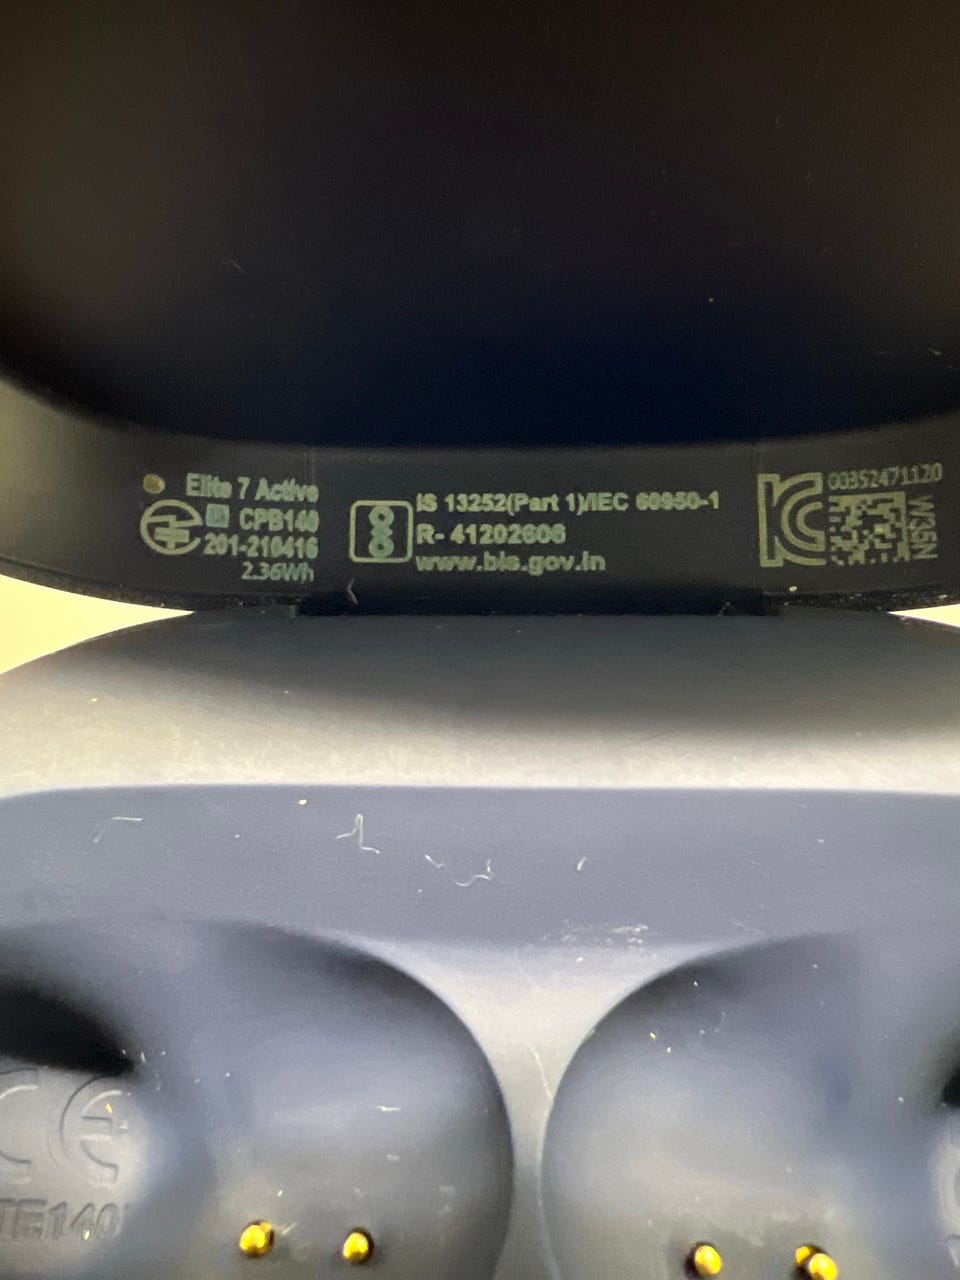 Elite 7 Active
R CPB140
201-210416
2.36Wh
IS 13252(Part 1)/IEC 60950-1
R- 41202606
www.bis.gov.in
00352471120
W35N
CE